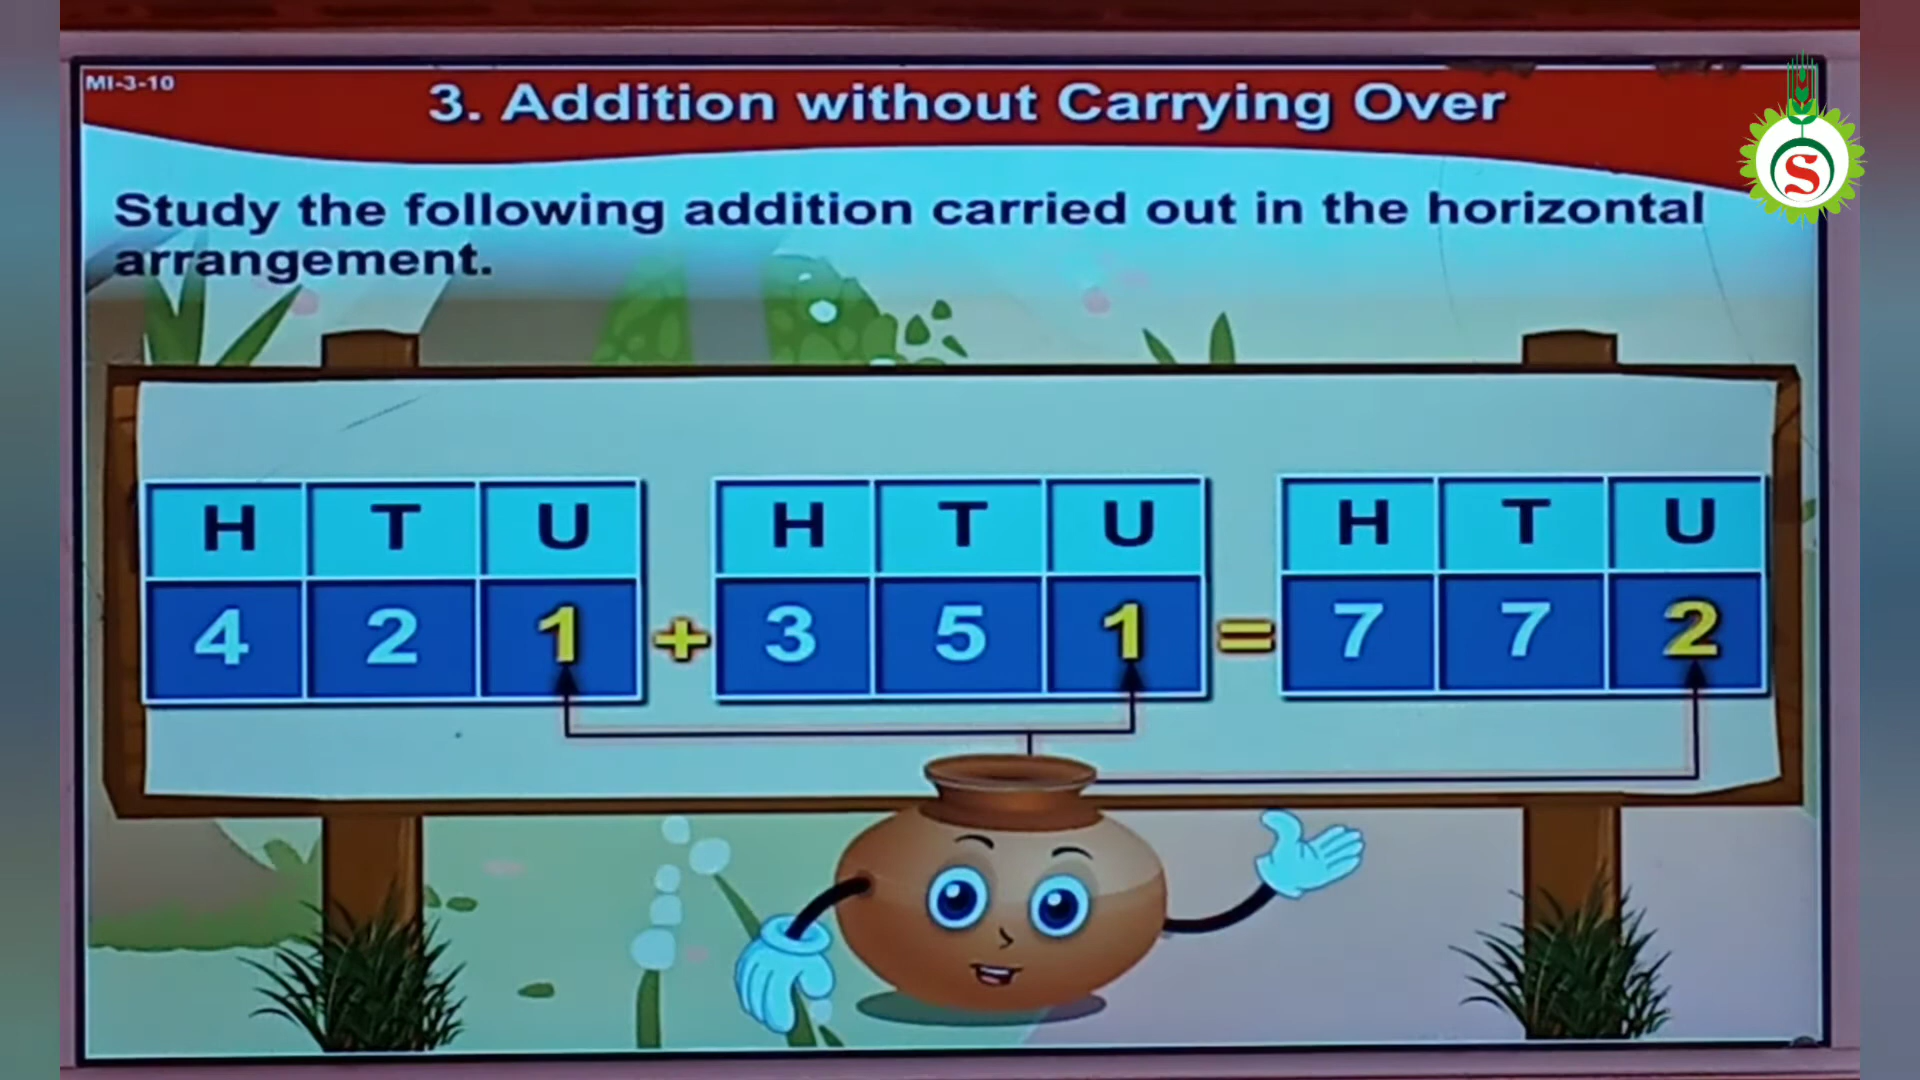 MI-3-10
3. Addition without Carrying Over
S
Study the following addition carried out in the horizontal
arrangement.
H T U H T U H T U
4 2 1 + 3 5 1 = 7 7 2